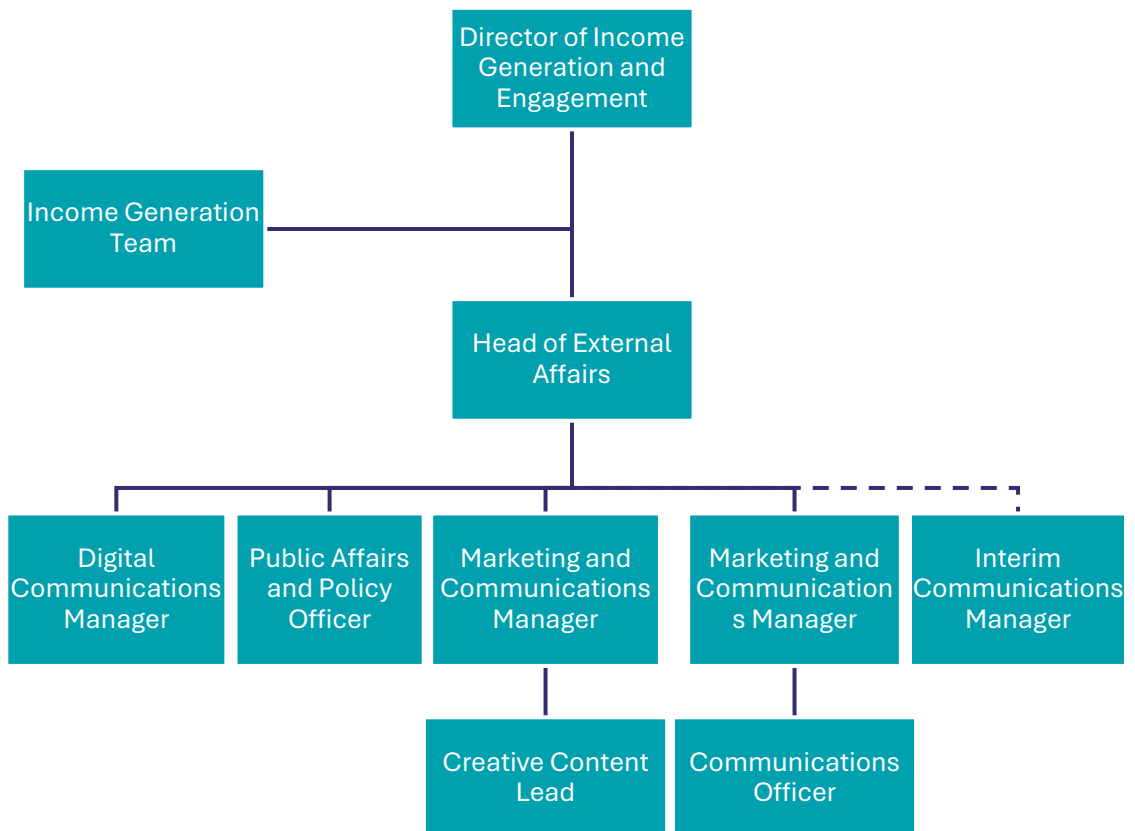 Director of Income
Generation and
Engagement
Income Generation
Team
Head of External
Affairs
Digital
Communications
Manager
Public Affairs
and Policy
Officer
Marketing and
Communications
Manager
Marketing and
Communication
s Manager
Interim
Communications
Manager
Creative Content
Lead
Communications
Officer